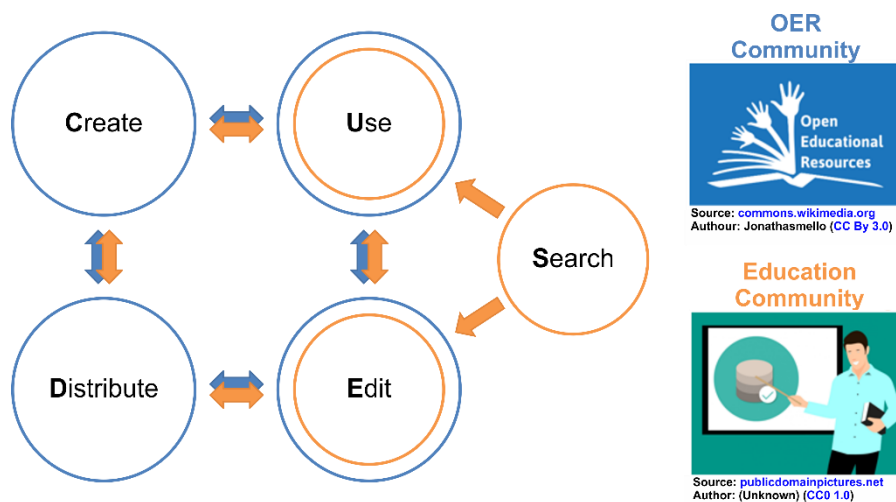 Create
Use
Search
Distribute
Edit
OER
Community
Open
Educational
Resources
Source: commons.wikimedia.org
Authour: Jonathasmello (CC By 3.0)
Education
Community
Source: publicdomainpictures.net
Author: (Unknown) (CC0 1.0)